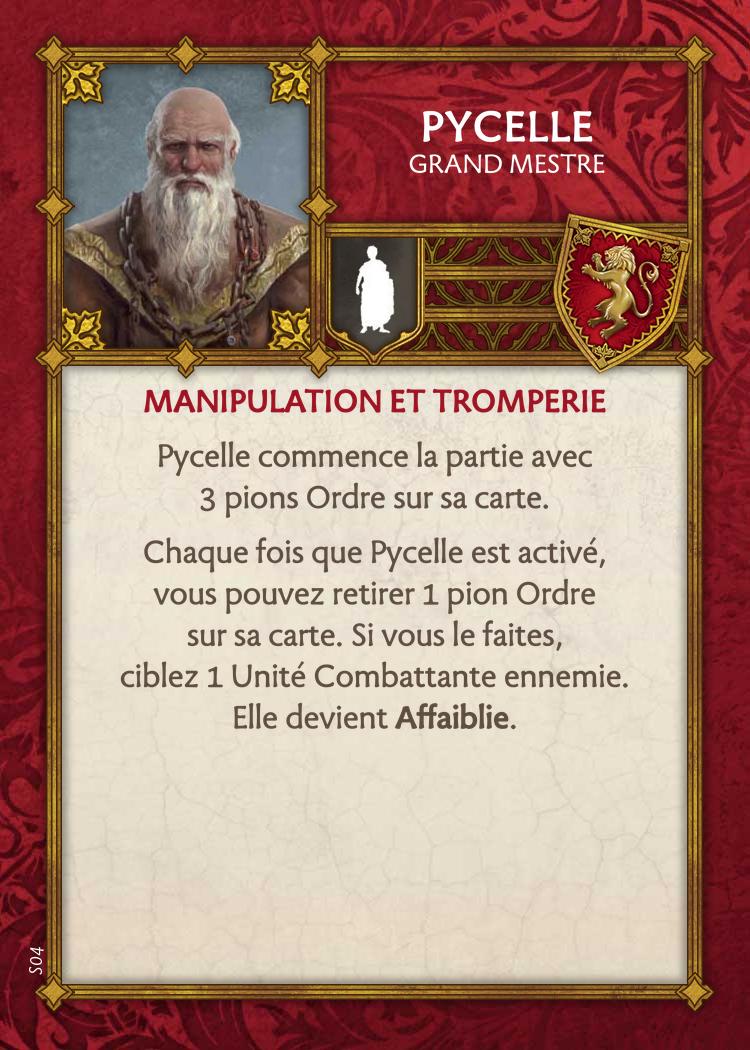 PYCELLE
GRAND MESTRE
MANIPULATION ET TROMPERIE
Pycelle commence la partie avec
3 pions Ordre sur sa carte.
Chaque fois que Pycelle est activé,
vous pouvez retirer 1 pion Ordre
sur sa carte. Si vous le faites,
ciblez 1 Unité Combattante ennemie.
Elle devient Affaiblie.
S04